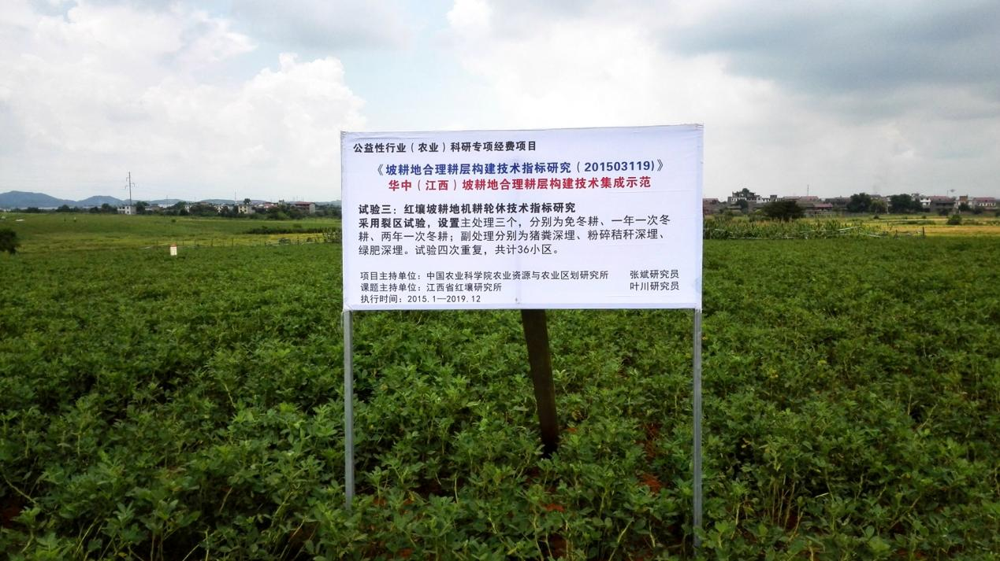 公益性行业（农业）科研专项经费项目
《坡耕地合理耕层构建技术指标研究（201503119)》
华中（江西）坡耕地合理耕层构建技术集成示范
试验三：红壤坡耕地机耕轮休技术指标研究
采用裂区试验，设置主处理三个，分别为免冬耕、一年一次冬
耕、两年一次冬耕；副处理分别为猪粪深埋、粉碎秸秆深埋、
绿肥深埋。试验四次重复，共计36小区。
项目主持单位：中国农业科学院农业资源与农业区划研究所 张斌研究员
课题主持单位：江西省红壤研究所 叶川研究员
执行时间：2015.1—2019.12